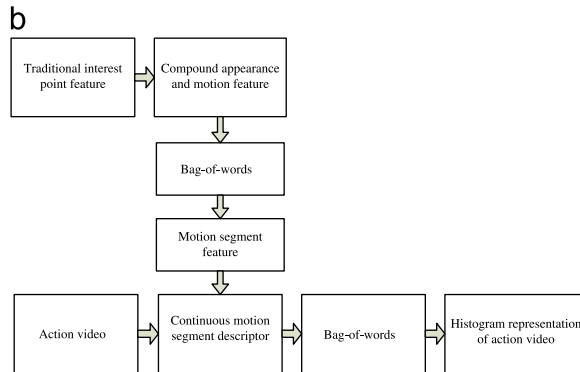 b
Traditional interest
point feature
Compound appearance
and motion feature
Bag-of-words
Motion segment
feature
Action video
Continuous motion
segment descriptor
Bag-of-words
Histogram representation
of action video